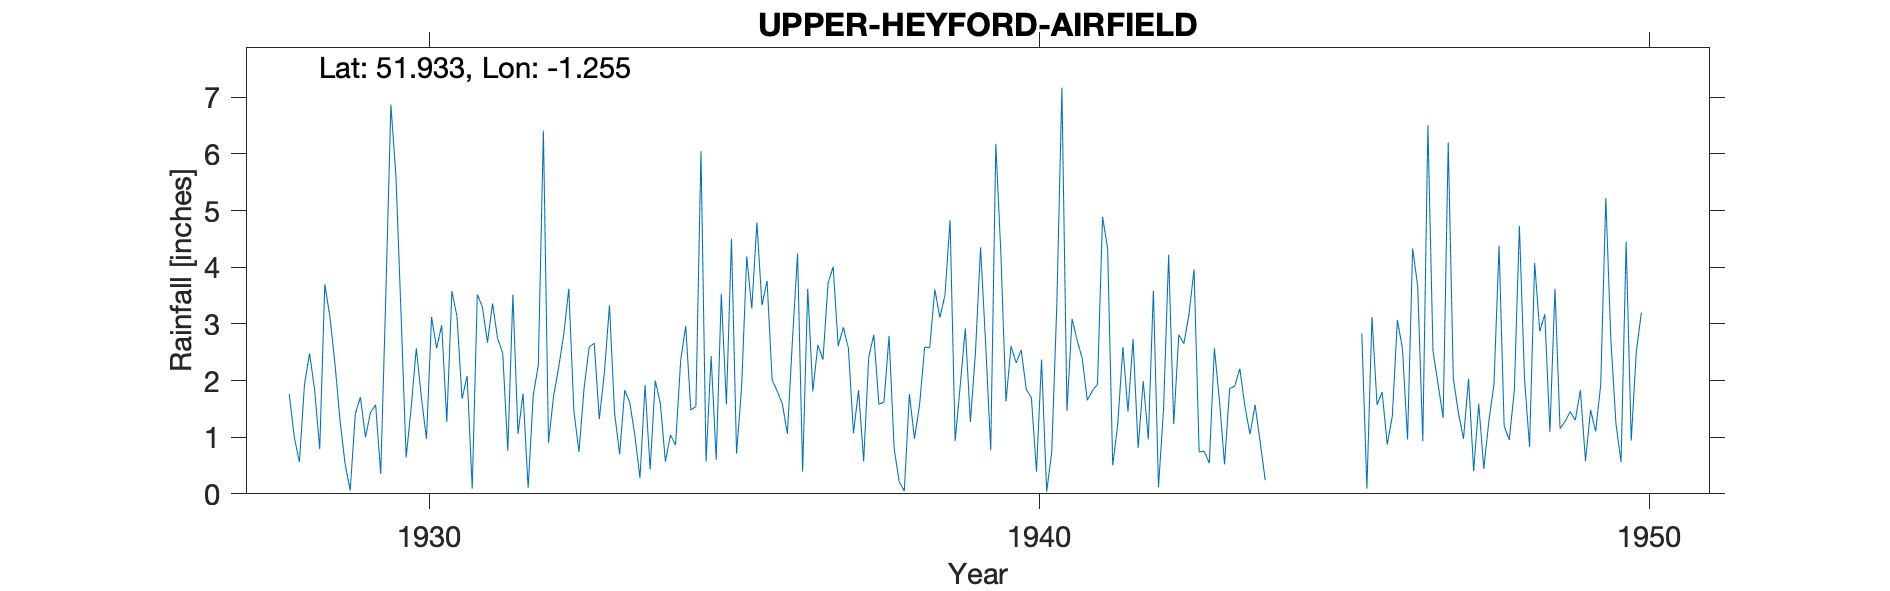 UPPER-HEYFORD-AIRFIELD
Lat: 51.933, Lon: -1.255
7
6
5
4
3
2
1
0
Rainfall [inches]
1930 1940 1950
Year